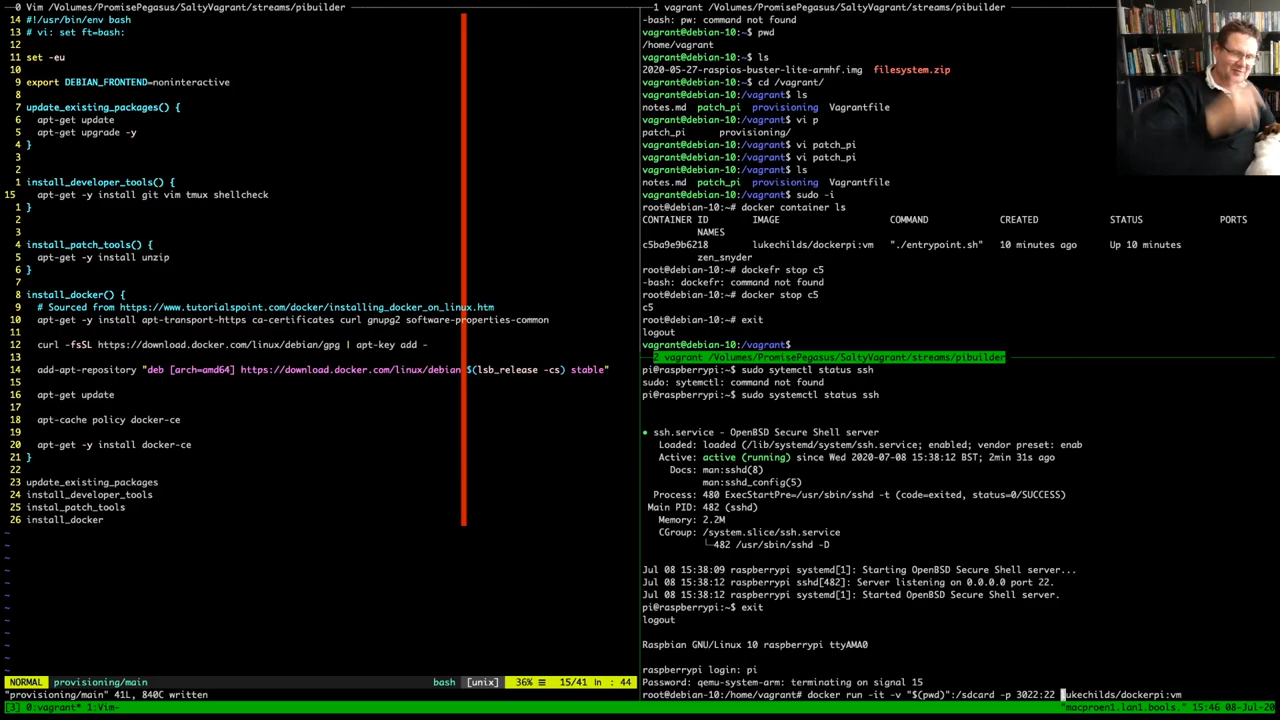 0 Vim /Volumes/PromisePegasus/SaltyVagrant/streams/pibuilder
14 #!/usr/bin/env bash
13 # vi: set ft=bash:
12
11 set -eu
10
9 export DEBIAN_FRONTEND=noninteractive
8
7 update_existing_packages() {
6 apt-get update
5 apt-get upgrade -y
4 }
3
2
1 install_developer_tools() {
15 apt-get -y install git vim tmux shellcheck
1 }
2
3
4 install_patch_tools() {
5 apt-get -y install unzip
6 }
7
8 install_docker() {
9 # Sourced from https://www.tutorialspoint.com/docker/installing_docker_on_linux.htm
10 apt-get -y install apt-transport-https ca-certificates curl gnupg2 software-properties-common
11
12 curl -fsSL https://download.docker.com/linux/debian/gpg | apt-key add -
13
14 add-apt-repository "deb [arch=amd64] https://download.docker.com/linux/debian $(lsb_release -cs) stable"
15
16 apt-get update
17
18 apt-cache policy docker-ce
19
20 apt-get -y install docker-ce
21 }
22
23 update_existing_packages
24 install_developer_tools
25 instal_patch_tools
26 install_docker
~
~
~
~
~
~
~
~
~
~
~
~
NORMAL provisioning/main bash [unix] 36% ☰ 15/41 ln : 44
"provisioning/main" 41L, 840C written
1 vagrant /Volumes/PromisePegasus/SaltyVagrant/streams/pibuilder
-bash: pw: command not found
vagrant@debian-10:~$ pwd
/home/vagrant
vagrant@debian-10:~$ ls
2020-05-27-raspios-buster-lite-armhf.img filesystem.zip
vagrant@debian-10:~$ cd /vagrant/
vagrant@debian-10:/vagrant$ ls
notes.md patch_pi provisioning Vagrantfile
vagrant@debian-10:/vagrant$ vi p
patch_pi provisioning/
vagrant@debian-10:/vagrant$ vi patch_pi
vagrant@debian-10:/vagrant$ vi patch_pi
vagrant@debian-10:/vagrant$ ls
notes.md patch_pi provisioning Vagrantfile
vagrant@debian-10:/vagrant$ sudo -i
root@debian-10:~# docker container ls
CONTAINER ID IMAGE COMMAND CREATED STATUS PORTS
NAMES
c5ba9e9b6218 lukechilds/dockerpi:vm "./entrypoint.sh" 10 minutes ago Up 10 minutes
zen_snyder
root@debian-10:~# dockefr stop c5
-bash: dockefr: command not found
root@debian-10:~# docker stop c5
c5
root@debian-10:~# exit
logout
vagrant@debian-10:/vagrant$
2 vagrant /Volumes/PromisePegasus/SaltyVagrant/streams/pibuilder
pi@raspberrypi:~$ sudo sytemctl status ssh
sudo: sytemctl: command not found
pi@raspberrypi:~$ sudo systemctl status ssh
● ssh.service - OpenBSD Secure Shell server
Loaded: loaded (/lib/systemd/system/ssh.service; enabled; vendor preset: enab
Active: active (running) since Wed 2020-07-08 15:38:12 BST; 2min 31s ago
Docs: man:sshd(8)
man:sshd_config(5)
Process: 480 ExecStartPre=/usr/sbin/sshd -t (code=exited, status=0/SUCCESS)
Main PID: 482 (sshd)
Memory: 2.2M
CGroup: /system.slice/ssh.service
└─482 /usr/sbin/sshd -D
Jul 08 15:38:09 raspberrypi systemd[1]: Starting OpenBSD Secure Shell server...
Jul 08 15:38:12 raspberrypi sshd[482]: Server listening on 0.0.0.0 port 22.
Jul 08 15:38:12 raspberrypi systemd[1]: Started OpenBSD Secure Shell server.
pi@raspberrypi:~$ exit
logout
Raspbian GNU/Linux 10 raspberrypi ttyAMA0
raspberrypi login: pi
Password: qemu-system-arm: terminating on signal 15
root@debian-10:/home/vagrant# docker run -it -v "$(pwd)":/sdcard -p 3022:22 lukechilds/dockerpi:vm
[3] 0:vagrant* 1:Vim- "macproen1.lan1.bools." 15:46 08-Jul-20